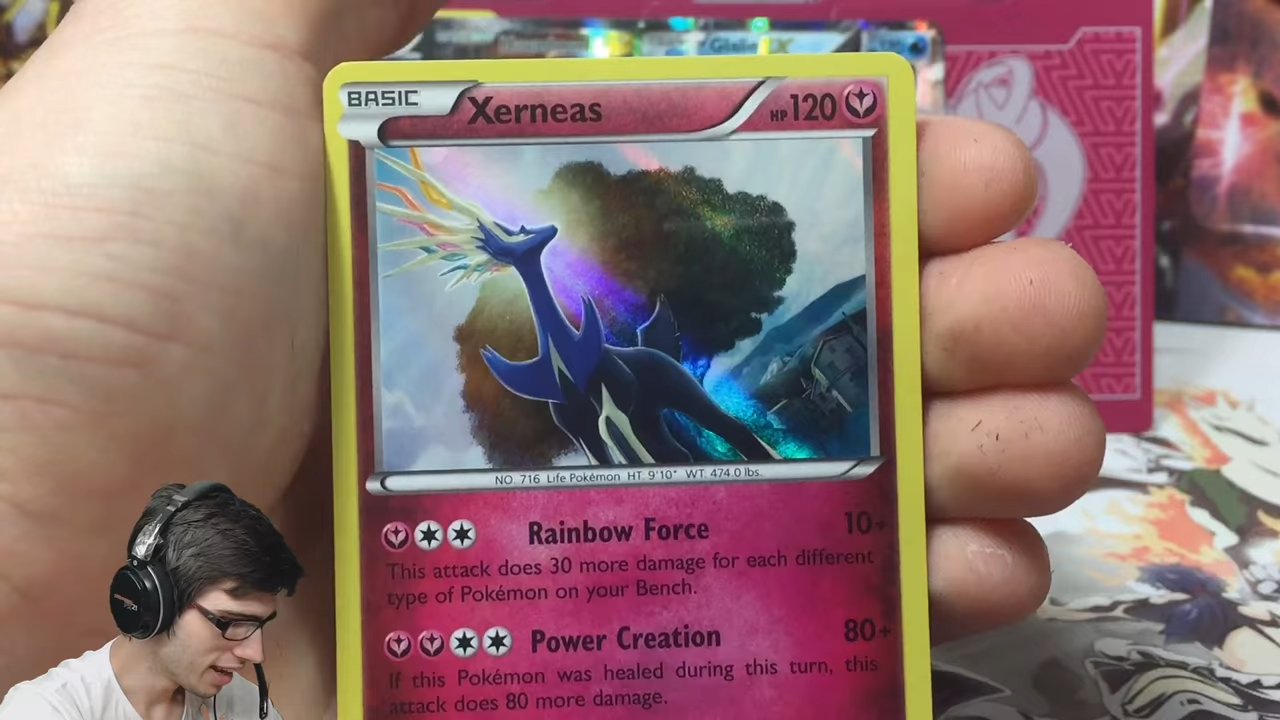 Glalie EX
BASIC Xerneas HP 120
NO. 716 Life Pokémon HT: 9'10" WT: 474.0 lbs.
Rainbow Force 10+
This attack does 30 more damage for each different
type of Pokémon on your Bench.
Power Creation 80+
If this Pokémon was healed during this turn, this
attack does 80 more damage.